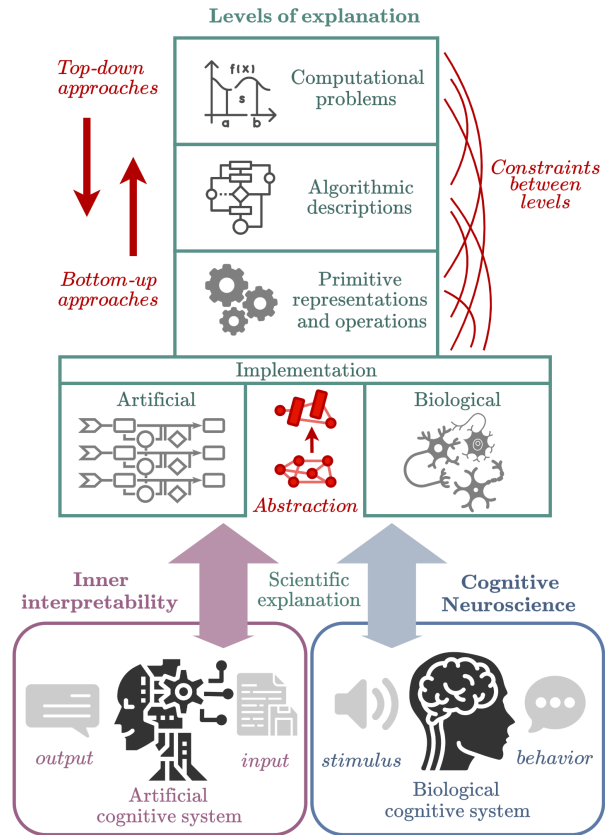 Levels of explanation
Top-down
approaches
f(x)
s
a
b
Computational
problems
Algorithmic
descriptions
Constraints
between
levels
Bottom-up
approaches
Primitive
representations
and operations
Implementation
Artificial
Biological
Abstraction
Inner
interpretability
Scientific
explanation
Cognitive
Neuroscience
output
input
Artificial
cognitive system
stimulus
behavior
Biological
cognitive system